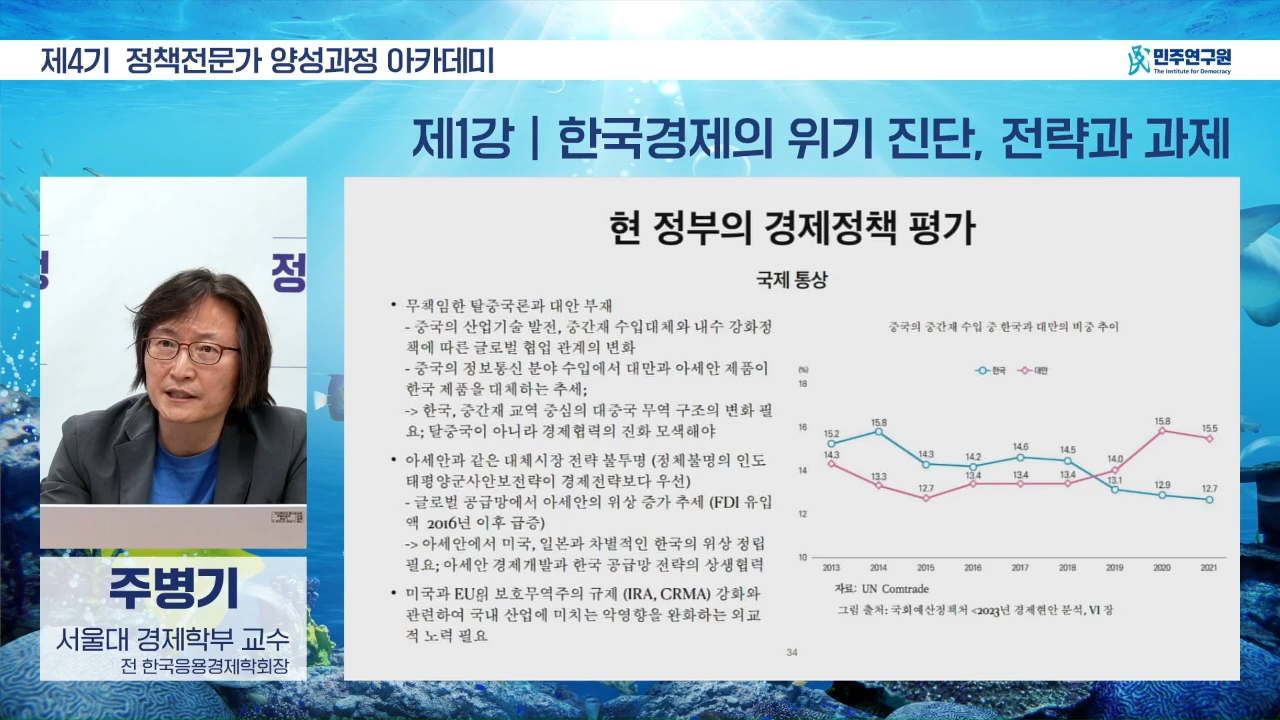 제4기 정책전문가 양성과정 아카데미
민주연구원
The Institute for Democracy
제1강 | 한국경제의 위기 진단, 전략과 과제
정
현 정부의 경제정책 평가
국제 통상
• 무책임한 탈중국론과 대안 부재
- 중국의 산업기술 발전, 중간재 수입대체와 내수 강화정
책에 따른 글로벌 협업 관계의 변화
- 중국의 정보통신 분야 수입에서 대만과 아세안 제품이
한국 제품을 대체하는 추세;
-> 한국, 중간재 교역 중심의 대중국 무역 구조의 변화 필
요; 탈중국이 아니라 경제협력의 진화 모색해야
• 아세안과 같은 대체시장 전략 불투명 (정체불명의 인도
태평양군사안보전략이 경제전략보다 우선)
- 글로벌 공급망에서 아세안의 위상 증가 추세 (FDI 유입
액 2016년 이후 급증)
-> 아세안에서 미국, 일본과 차별적인 한국의 위상 정립
필요; 아세안 경제개발과 한국 공급망 전략의 상생협력
• 미국과 EU의 보호무역주의 규제 (IRA, CRMA) 강화와
관련하여 국내 산업에 미치는 악영향을 완화하는 외교
적 노력 필요
중국의 중간재 수입 중 한국과 대만의 비중 추이
한국 대만
(%)
18
16
14
12
10
15.2 15.8 14.3 14.2 14.6 14.5 13.1 12.9 12.7
14.3 13.3 12.7 13.4 13.4 13.4 14.0 15.8 15.5
2013 2014 2015 2016 2017 2018 2019 2020 2021
자료: UN Comtrade
그림 출처: 국회예산정책처 <2023년 경제현안 분석, VI 장
34
주병기
서울대 경제학부 교수
전 한국응용경제학회장